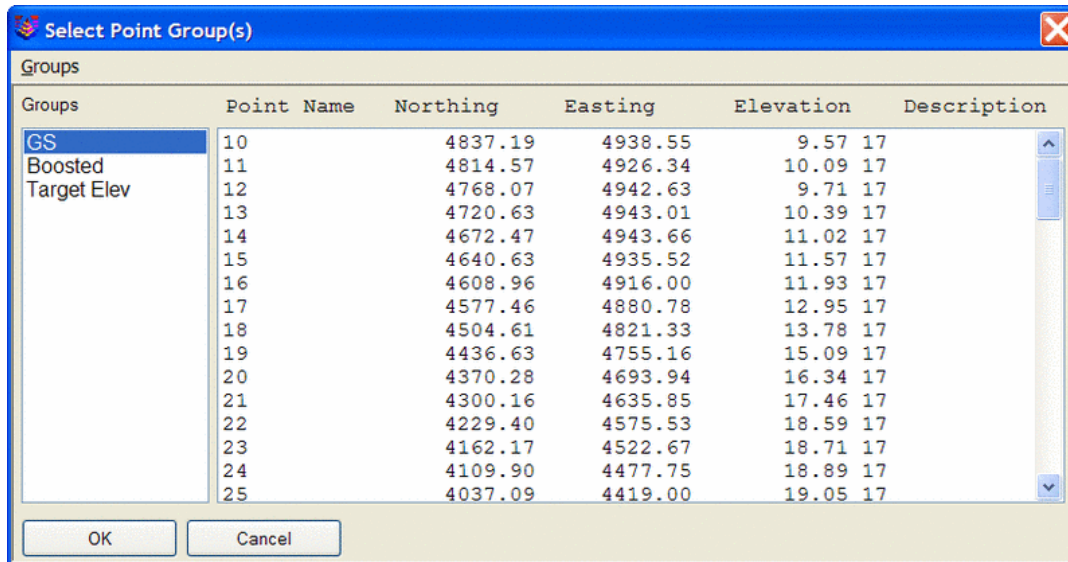 Select Point Group(s)
Groups
Groups Point Name Northing Easting Elevation Description
GS 10 4837.19 4938.55 9.57 17
Boosted 11 4814.57 4926.34 10.09 17
Target Elev 12 4768.07 4942.63 9.71 17
13 4720.63 4943.01 10.39 17
14 4672.47 4943.66 11.02 17
15 4640.63 4935.52 11.57 17
16 4608.96 4916.00 11.93 17
17 4577.46 4880.78 12.95 17
18 4504.61 4821.33 13.78 17
19 4436.63 4755.16 15.09 17
20 4370.28 4693.94 16.34 17
21 4300.16 4635.85 17.46 17
22 4229.40 4575.53 18.59 17
23 4162.17 4522.67 18.71 17
24 4109.90 4477.75 18.89 17
25 4037.09 4419.00 19.05 17
OK Cancel